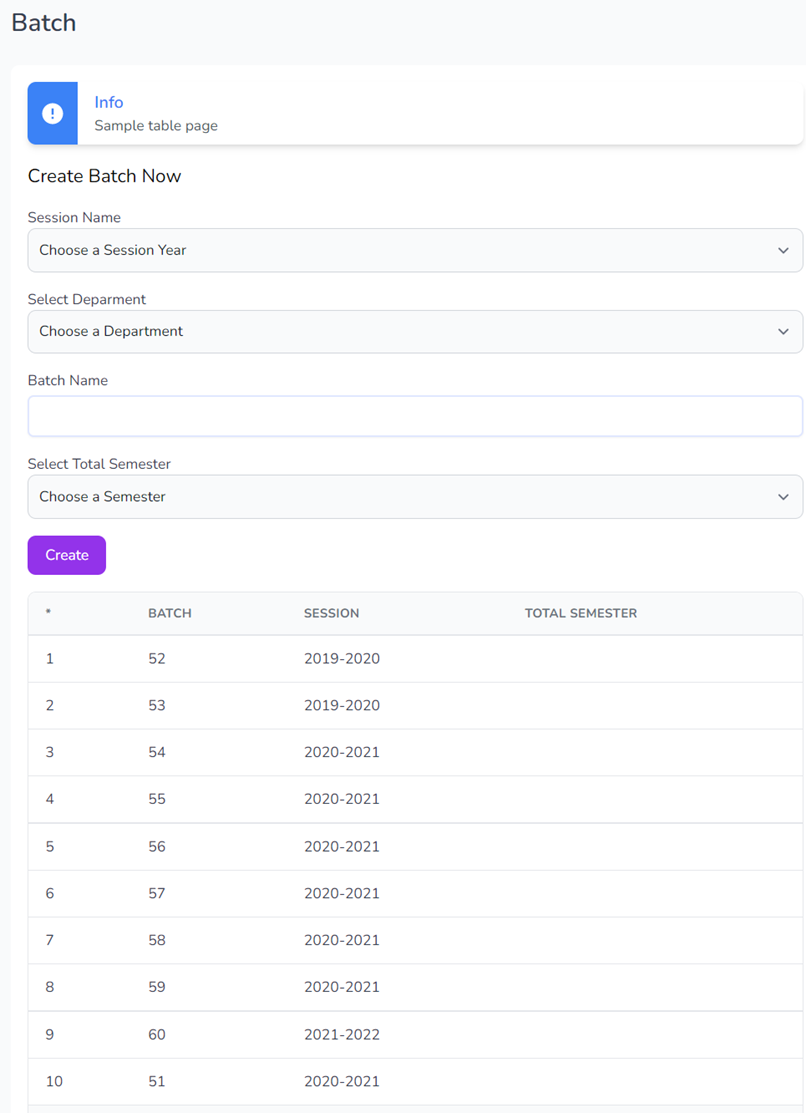 Batch
Info
Sample table page
Create Batch Now
Session Name
Choose a Session Year
Select Deparment
Choose a Department
Batch Name
Select Total Semester
Choose a Semester
Create
* BATCH SESSION TOTAL SEMESTER
1 52 2019-2020
2 53 2019-2020
3 54 2020-2021
4 55 2020-2021
5 56 2020-2021
6 57 2020-2021
7 58 2020-2021
8 59 2020-2021
9 60 2021-2022
10 51 2020-2021